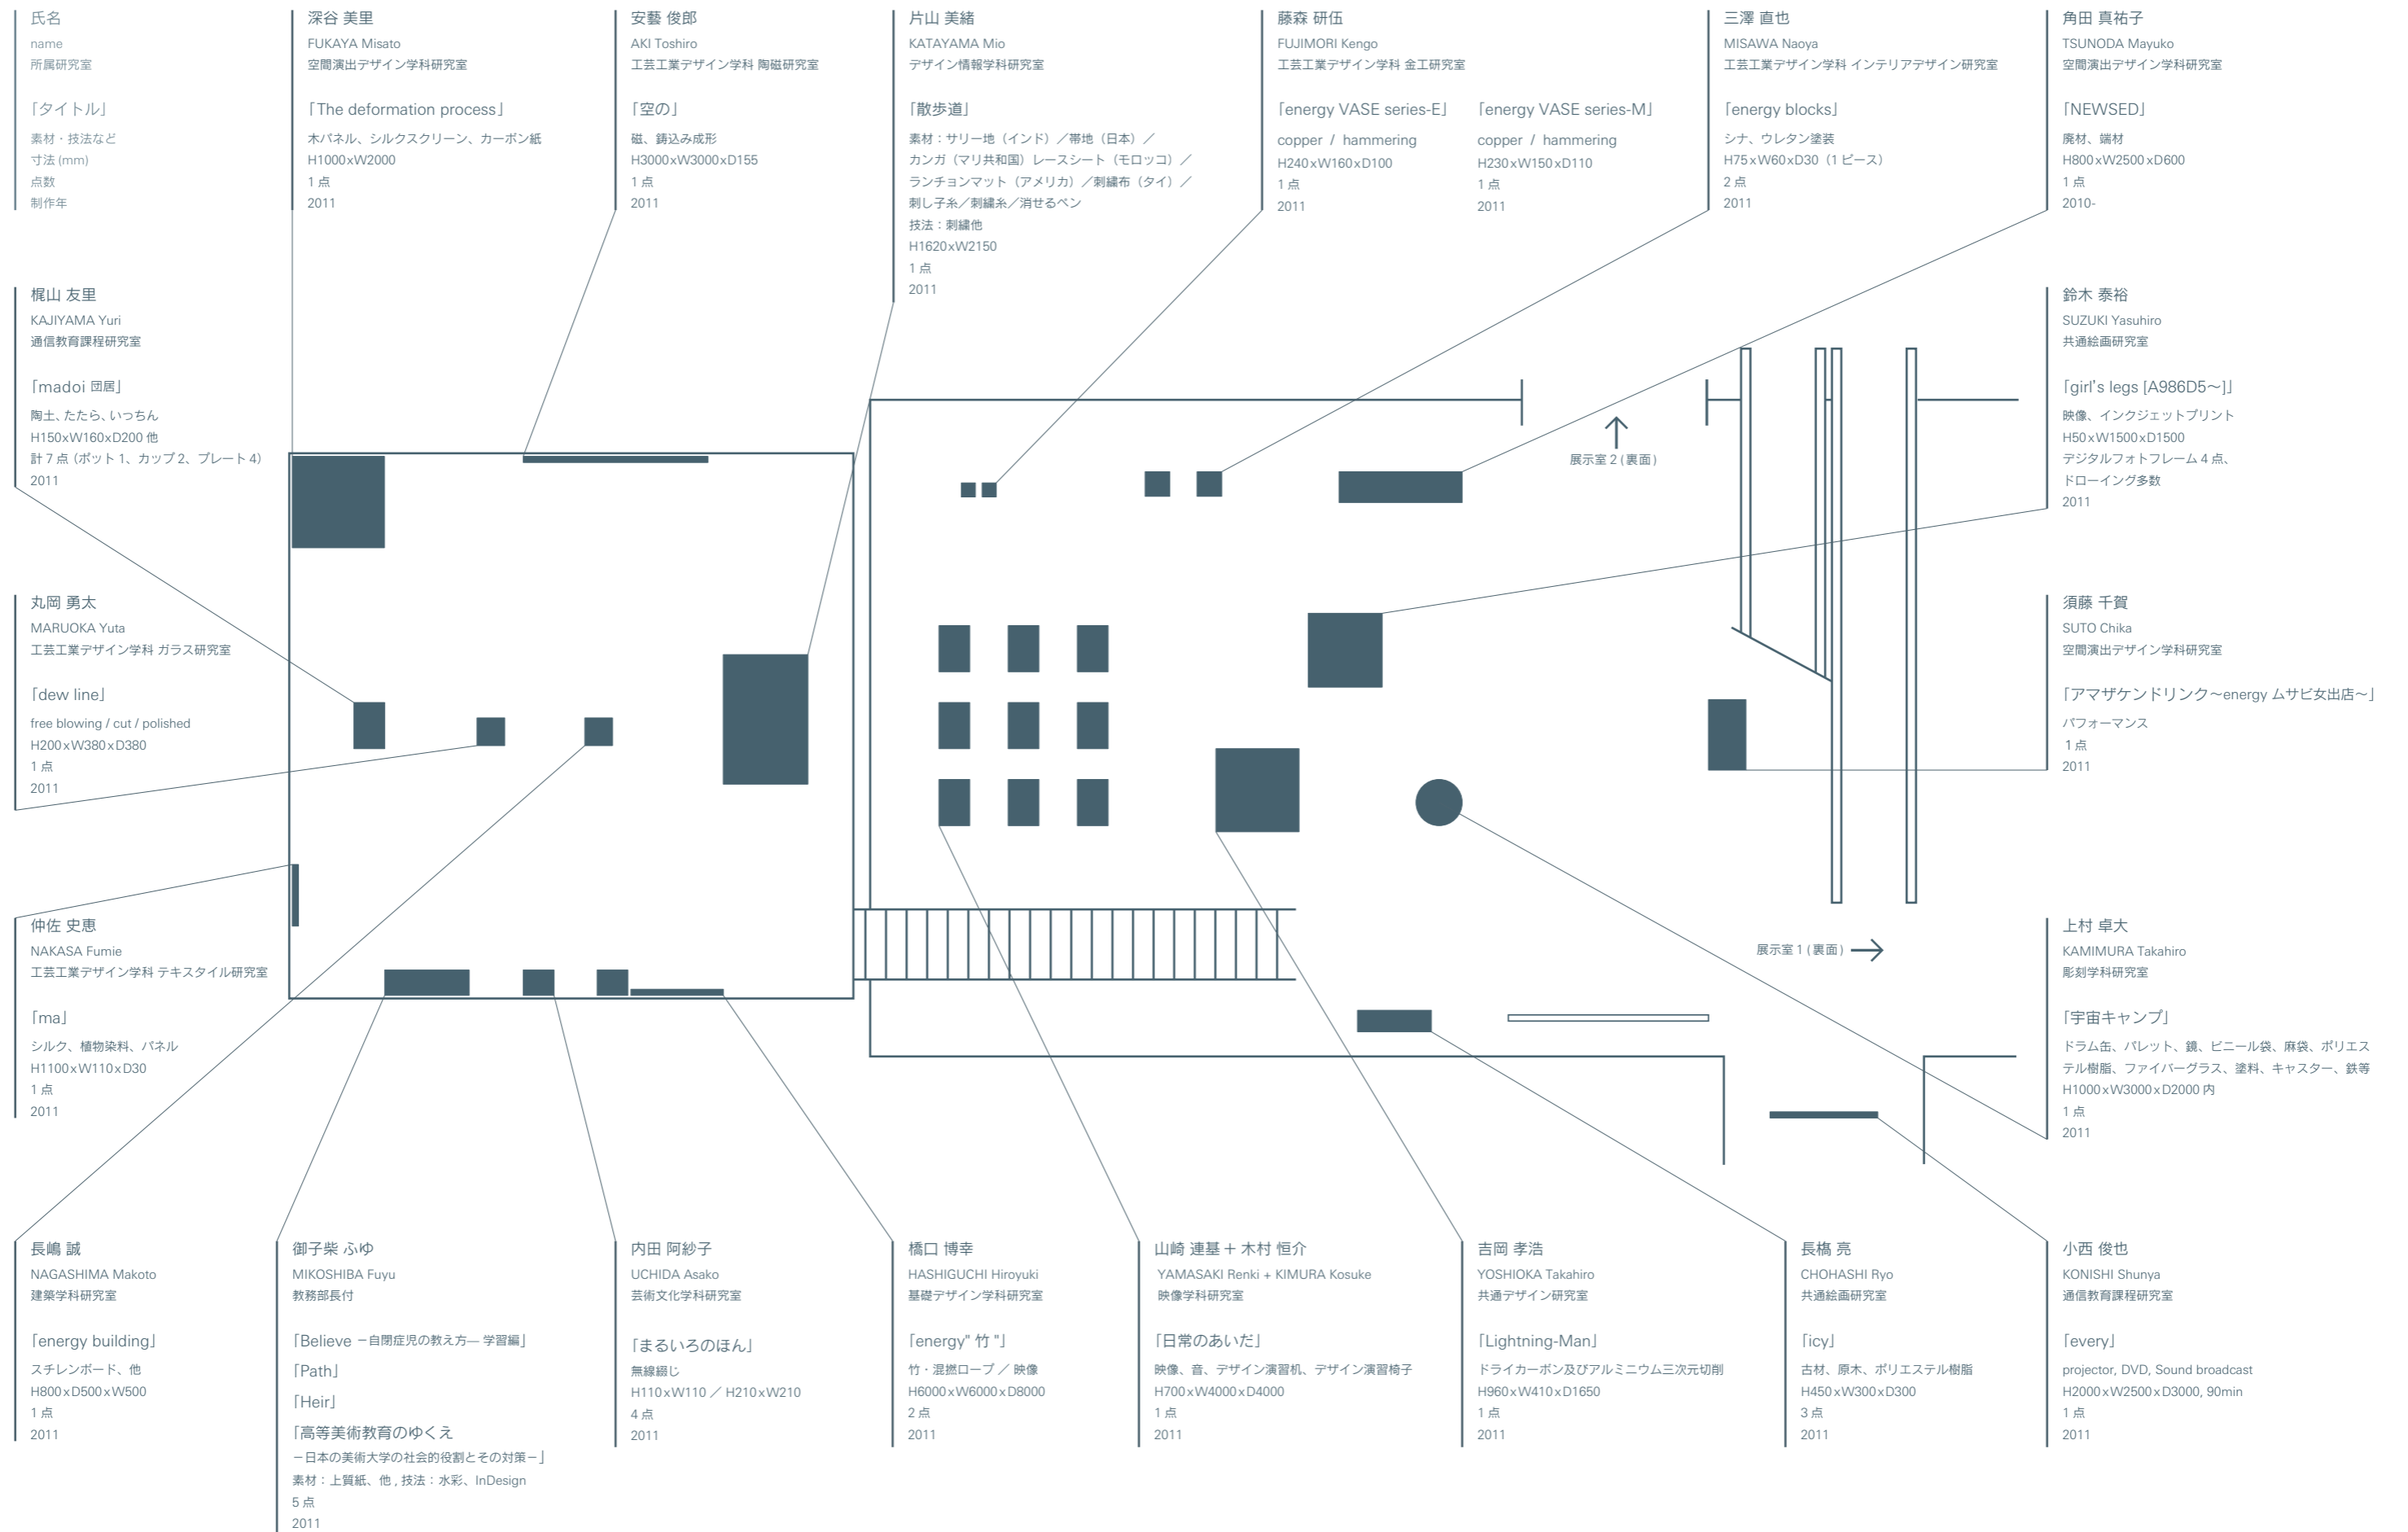 氏名
name
所属研究室
「タイトル」
素材・技法など
寸法 (mm)
点数
制作年
深谷 美里
FUKAYA Misato
空間演出デザイン学科研究室
「The deformation process」
木パネル、シルクスクリーン、カーボン紙
H1000xW2000
1 点
2011
安藝 俊郎
AKI Toshiro
工芸工業デザイン学科 陶磁研究室
「空の」
磁、鋳込み成形
H3000xW3000xD155
1 点
2011
片山 美緒
KATAYAMA Mio
デザイン情報学科研究室
「散歩道」
素材：サリー地（インド）／帯地（日本）／
カンガ（マリ共和国）レースシート（モロッコ）／
ランチョンマット（アメリカ）／刺繍布（タイ）／
刺し子糸／刺繍糸／消せるペン
技法：刺繍他
H1620xW2150
1 点
2011
藤森 研伍
FUJIMORI Kengo
工芸工業デザイン学科 金工研究室
「energy VASE series-E」
copper / hammering
H240xW160xD100
1 点
2011
「energy VASE series-M」
copper / hammering
H230xW150xD110
1 点
2011
三澤 直也
MISAWA Naoya
工芸工業デザイン学科 インテリアデザイン研究室
「energy blocks」
シナ、ウレタン塗装
H75xW60xD30（1 ピース）
2 点
2011
角田 真祐子
TSUNODA Mayuko
空間演出デザイン学科研究室
「NEWSED」
廃材、端材
H800xW2500xD600
1 点
2010-
梶山 友里
KAJIYAMA Yuri
通信教育課程研究室
「madoi 団居」
陶土、たたら、いっちん
H150xW160xD200 他
計 7 点（ポット 1、カップ 2、プレート 4）
2011
鈴木 泰裕
SUZUKI Yasuhiro
共通絵画研究室
「girl's legs [A986D5〜]」
映像、インクジェットプリント
H50xW1500xD1500
デジタルフォトフレーム 4 点、
ドローイング多数
2011
展示室 2 (裏面)
丸岡 勇太
MARUOKA Yuta
工芸工業デザイン学科 ガラス研究室
「dew line」
free blowing / cut / polished
H200xW380xD380
1 点
2011
須藤 千賀
SUTO Chika
空間演出デザイン学科研究室
「アマザケンドリンク〜energy ムサビ女出店〜」
パフォーマンス
1 点
2011
仲佐 史恵
NAKASA Fumie
工芸工業デザイン学科 テキスタイル研究室
「ma」
シルク、植物染料、パネル
H1100xW110xD30
1 点
2011
展示室 1 (裏面)
上村 卓大
KAMIMURA Takahiro
彫刻学科研究室
「宇宙キャンプ」
ドラム缶、パレット、鏡、ビニール袋、麻袋、ポリエス
テル樹脂、ファイバーグラス、塗料、キャスター、鉄等
H1000xW3000xD2000 内
1 点
2011
長嶋 誠
NAGASHIMA Makoto
建築学科研究室
「energy building」
スチレンボード、他
H800xD500xW500
1 点
2011
御子柴 ふゆ
MIKOSHIBA Fuyu
教務部長付
「Believe －自閉症児の教え方― 学習編」
「Path」
「Heir」
「高等美術教育のゆくえ
－日本の美術大学の社会的役割とその対策－」
素材：上質紙、他 , 技法：水彩、InDesign
5 点
2011
内田 阿紗子
UCHIDA Asako
芸術文化学科研究室
「まるいろのほん」
無線綴じ
H110xW110 ／ H210xW210
4 点
2011
橋口 博幸
HASHIGUCHI Hiroyuki
基礎デザイン学科研究室
「energy" 竹 "」
竹・混撚ロープ ／ 映像
H6000xW6000xD8000
2 点
2011
山崎 連基 + 木村 恒介
YAMASAKI Renki + KIMURA Kosuke
映像学科研究室
「日常のあいだ」
映像、音、デザイン演習机、デザイン演習椅子
H700xW4000xD4000
1 点
2011
吉岡 孝浩
YOSHIOKA Takahiro
共通デザイン研究室
「Lightning-Man」
ドライカーボン及びアルミニウム三次元切削
H960xW410xD1650
1 点
2011
長橋 亮
CHOHASHI Ryo
共通絵画研究室
「icy」
古材、原木、ポリエステル樹脂
H450xW300xD300
3 点
2011
小西 俊也
KONISHI Shunya
通信教育課程研究室
「every」
projector, DVD, Sound broadcast
H2000xW2500xD3000, 90min
1 点
2011